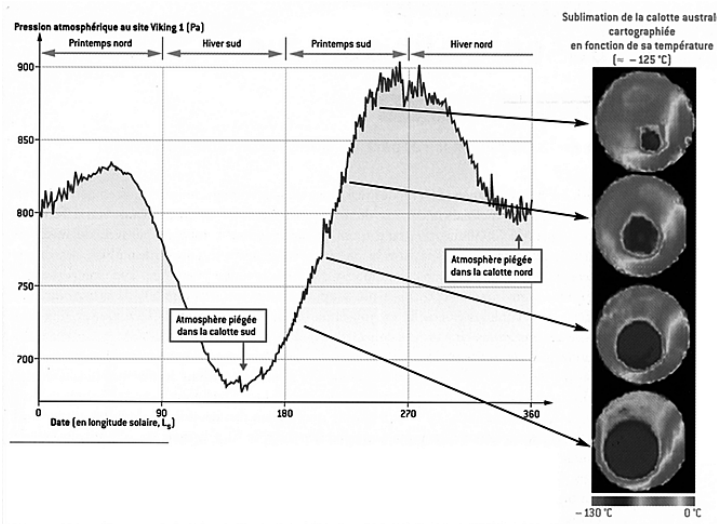 Pression atmosphérique au site Viking 1 (Pa)
Printemps nord
Hiver sud
Printemps sud
Hiver nord
900
850
800
750
700
Atmosphère piégée
dans la calotte sud
Atmosphère piégée
dans la calotte nord
0
90
180
270
360
Date (en longitude solaire, Ls)
Sublimation de la calotte australe
cartographiée
en fonction de sa température
(≈ – 125 °C)
– 130 °C
0 °C